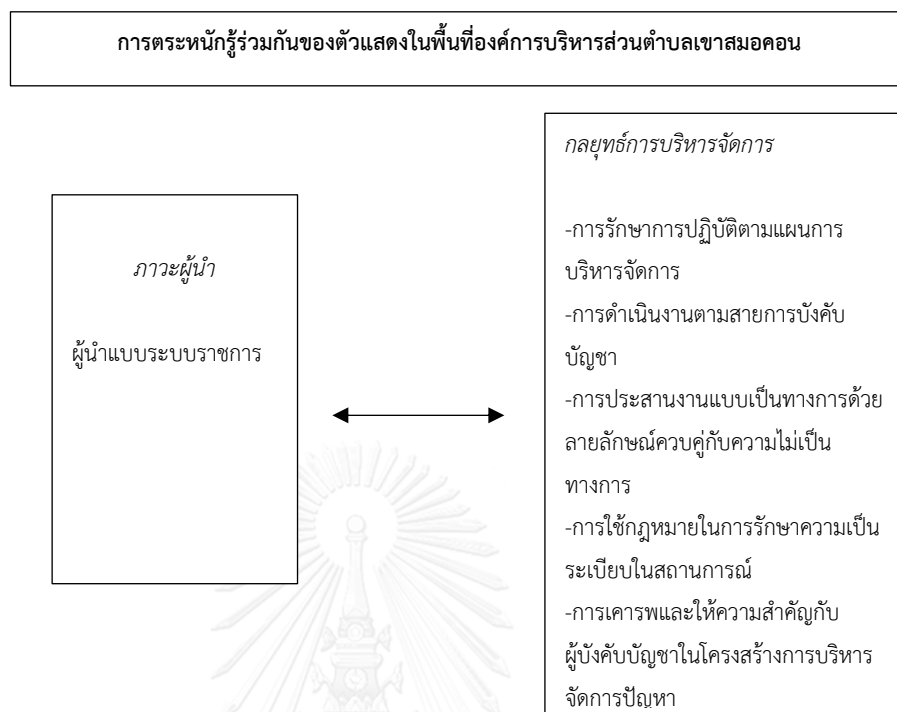 การตระหนักรู้ร่วมกันของตัวแสดงในพื้นที่องค์การบริหารส่วนตำบลเขาสมอคอน
ภาวะผู้นำ
ผู้นำแบบระบบราชการ
กลยุทธ์การบริหารจัดการ
-การรักษาการปฏิบัติตามแผนการ
บริหารจัดการ
-การดำเนินงานตามสายการบังคับ
บัญชา
-การประสานงานแบบเป็นทางการด้วย
ลายลักษณ์ควบคู่กับความไม่เป็น
ทางการ
-การใช้กฎหมายในการรักษาความเป็น
ระเบียบในสถานการณ์
-การเคารพและให้ความสำคัญกับ
ผู้บังคับบัญชาในโครงสร้างการบริหาร
จัดการปัญหา